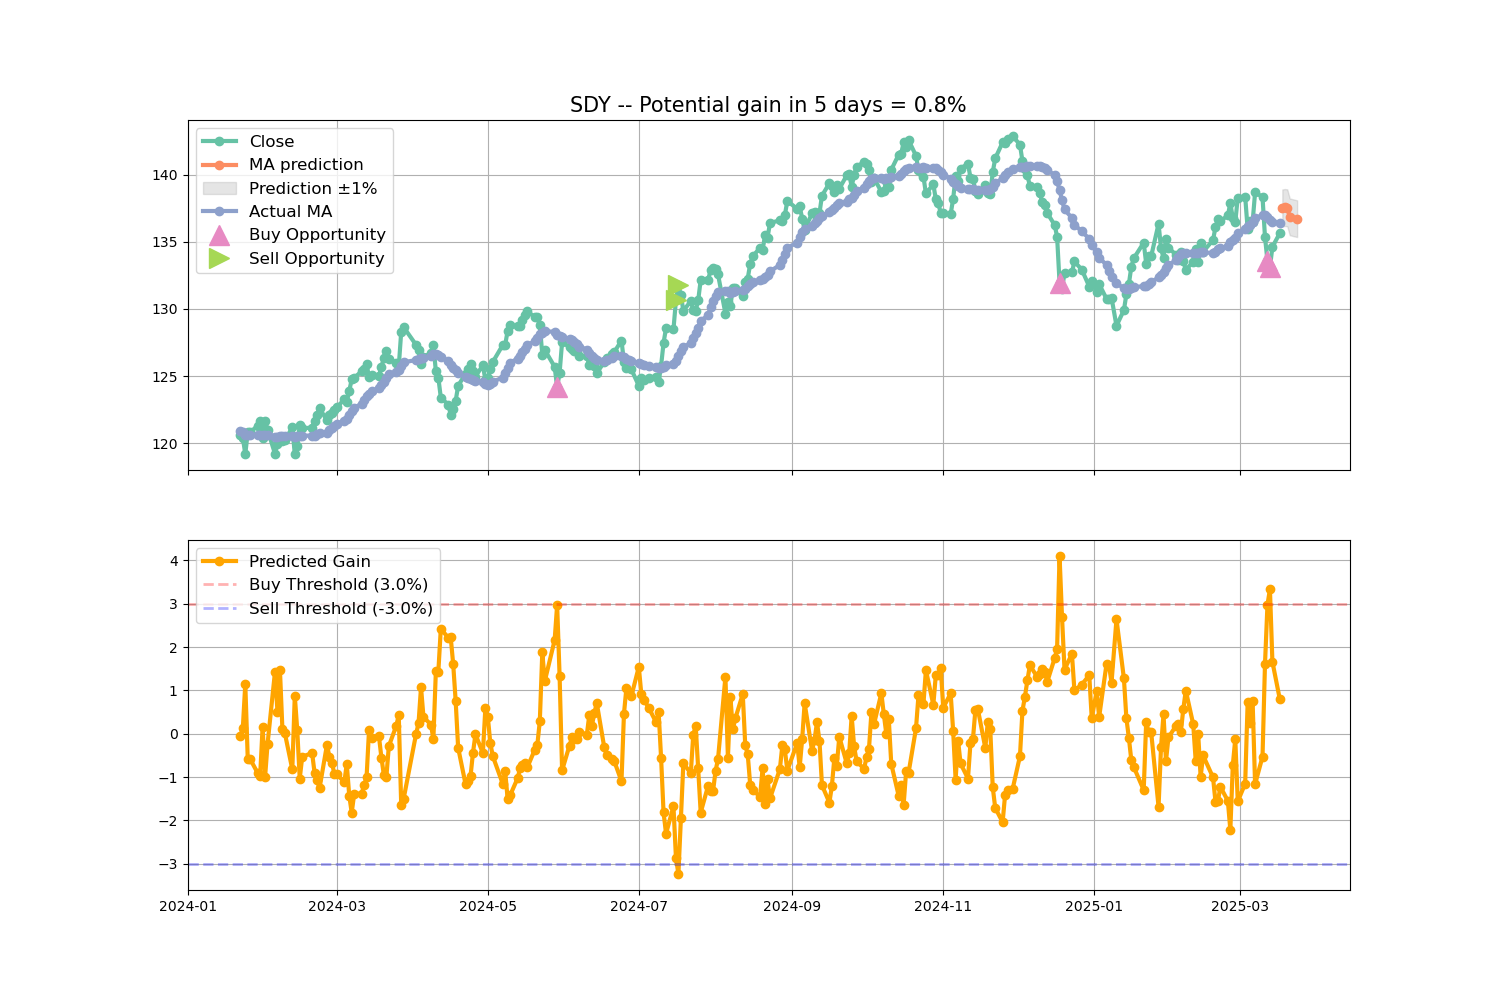 SDY -- Potential gain in 5 days = 0.8%
Close
MA prediction
Prediction ±1%
Actual MA
Buy Opportunity
Sell Opportunity
140
135
130
125
120
Predicted Gain
Buy Threshold (3.0%)
Sell Threshold (-3.0%)
4
3
2
1
0
−1
−2
−3
2024-01 2024-03 2024-05 2024-07 2024-09 2024-11 2025-01 2025-03